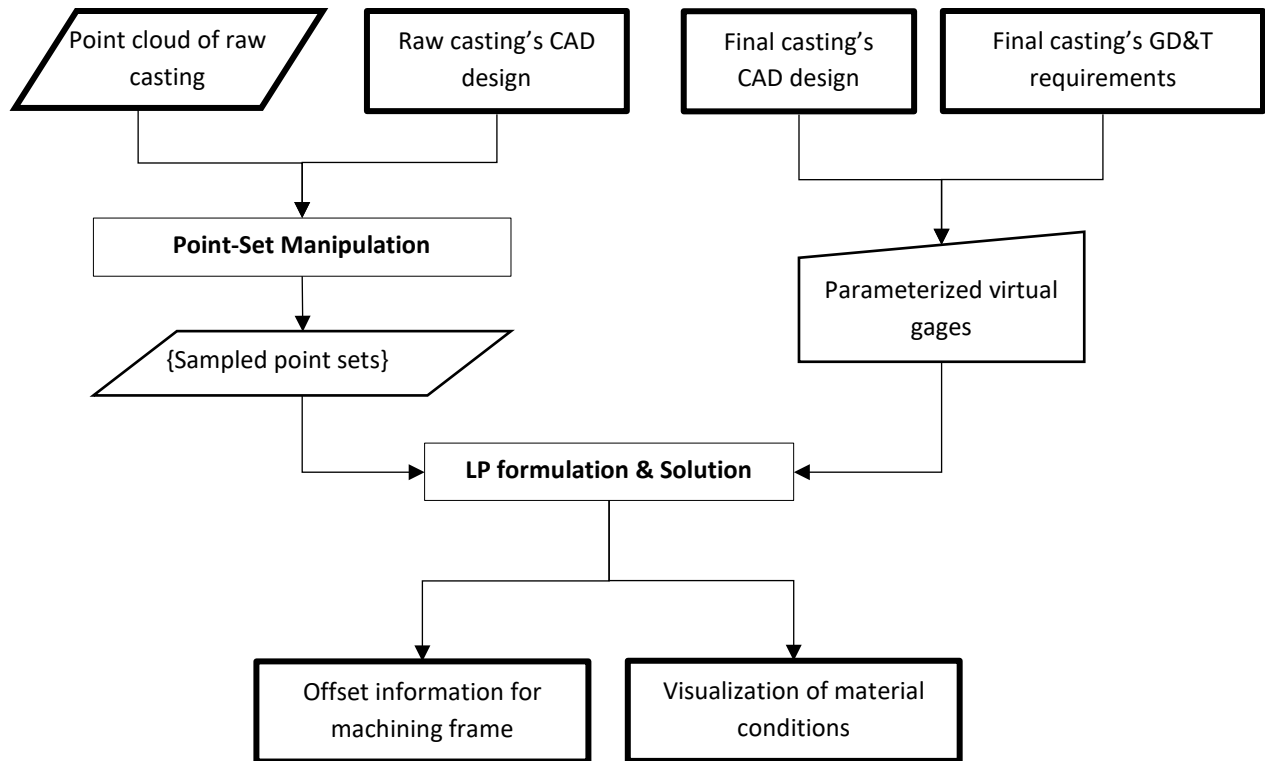 Point cloud of raw
casting
Raw casting’s CAD
design
Final casting’s
CAD design
Final casting’s GD&T
requirements
Point-Set Manipulation
{Sampled point sets}
Parameterized virtual
gages
LP formulation & Solution
Offset information for
machining frame
Visualization of material
conditions